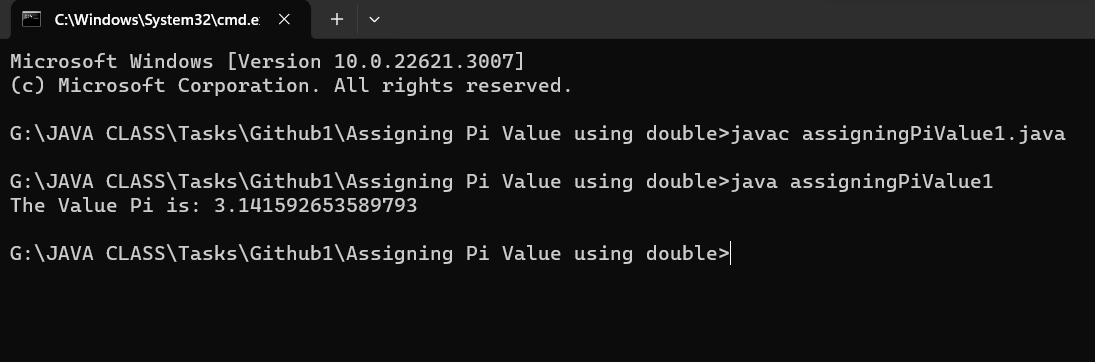 C:\Windows\System32\cmd.e
Microsoft Windows [Version 10.0.22621.3007]
(c) Microsoft Corporation. All rights reserved.
G:\JAVA CLASS\Tasks\Github1\Assigning Pi Value using double>javac assigningPiValue1.java
G:\JAVA CLASS\Tasks\Github1\Assigning Pi Value using double>java assigningPiValue1
The Value Pi is: 3.141592653589793
G:\JAVA CLASS\Tasks\Github1\Assigning Pi Value using double>